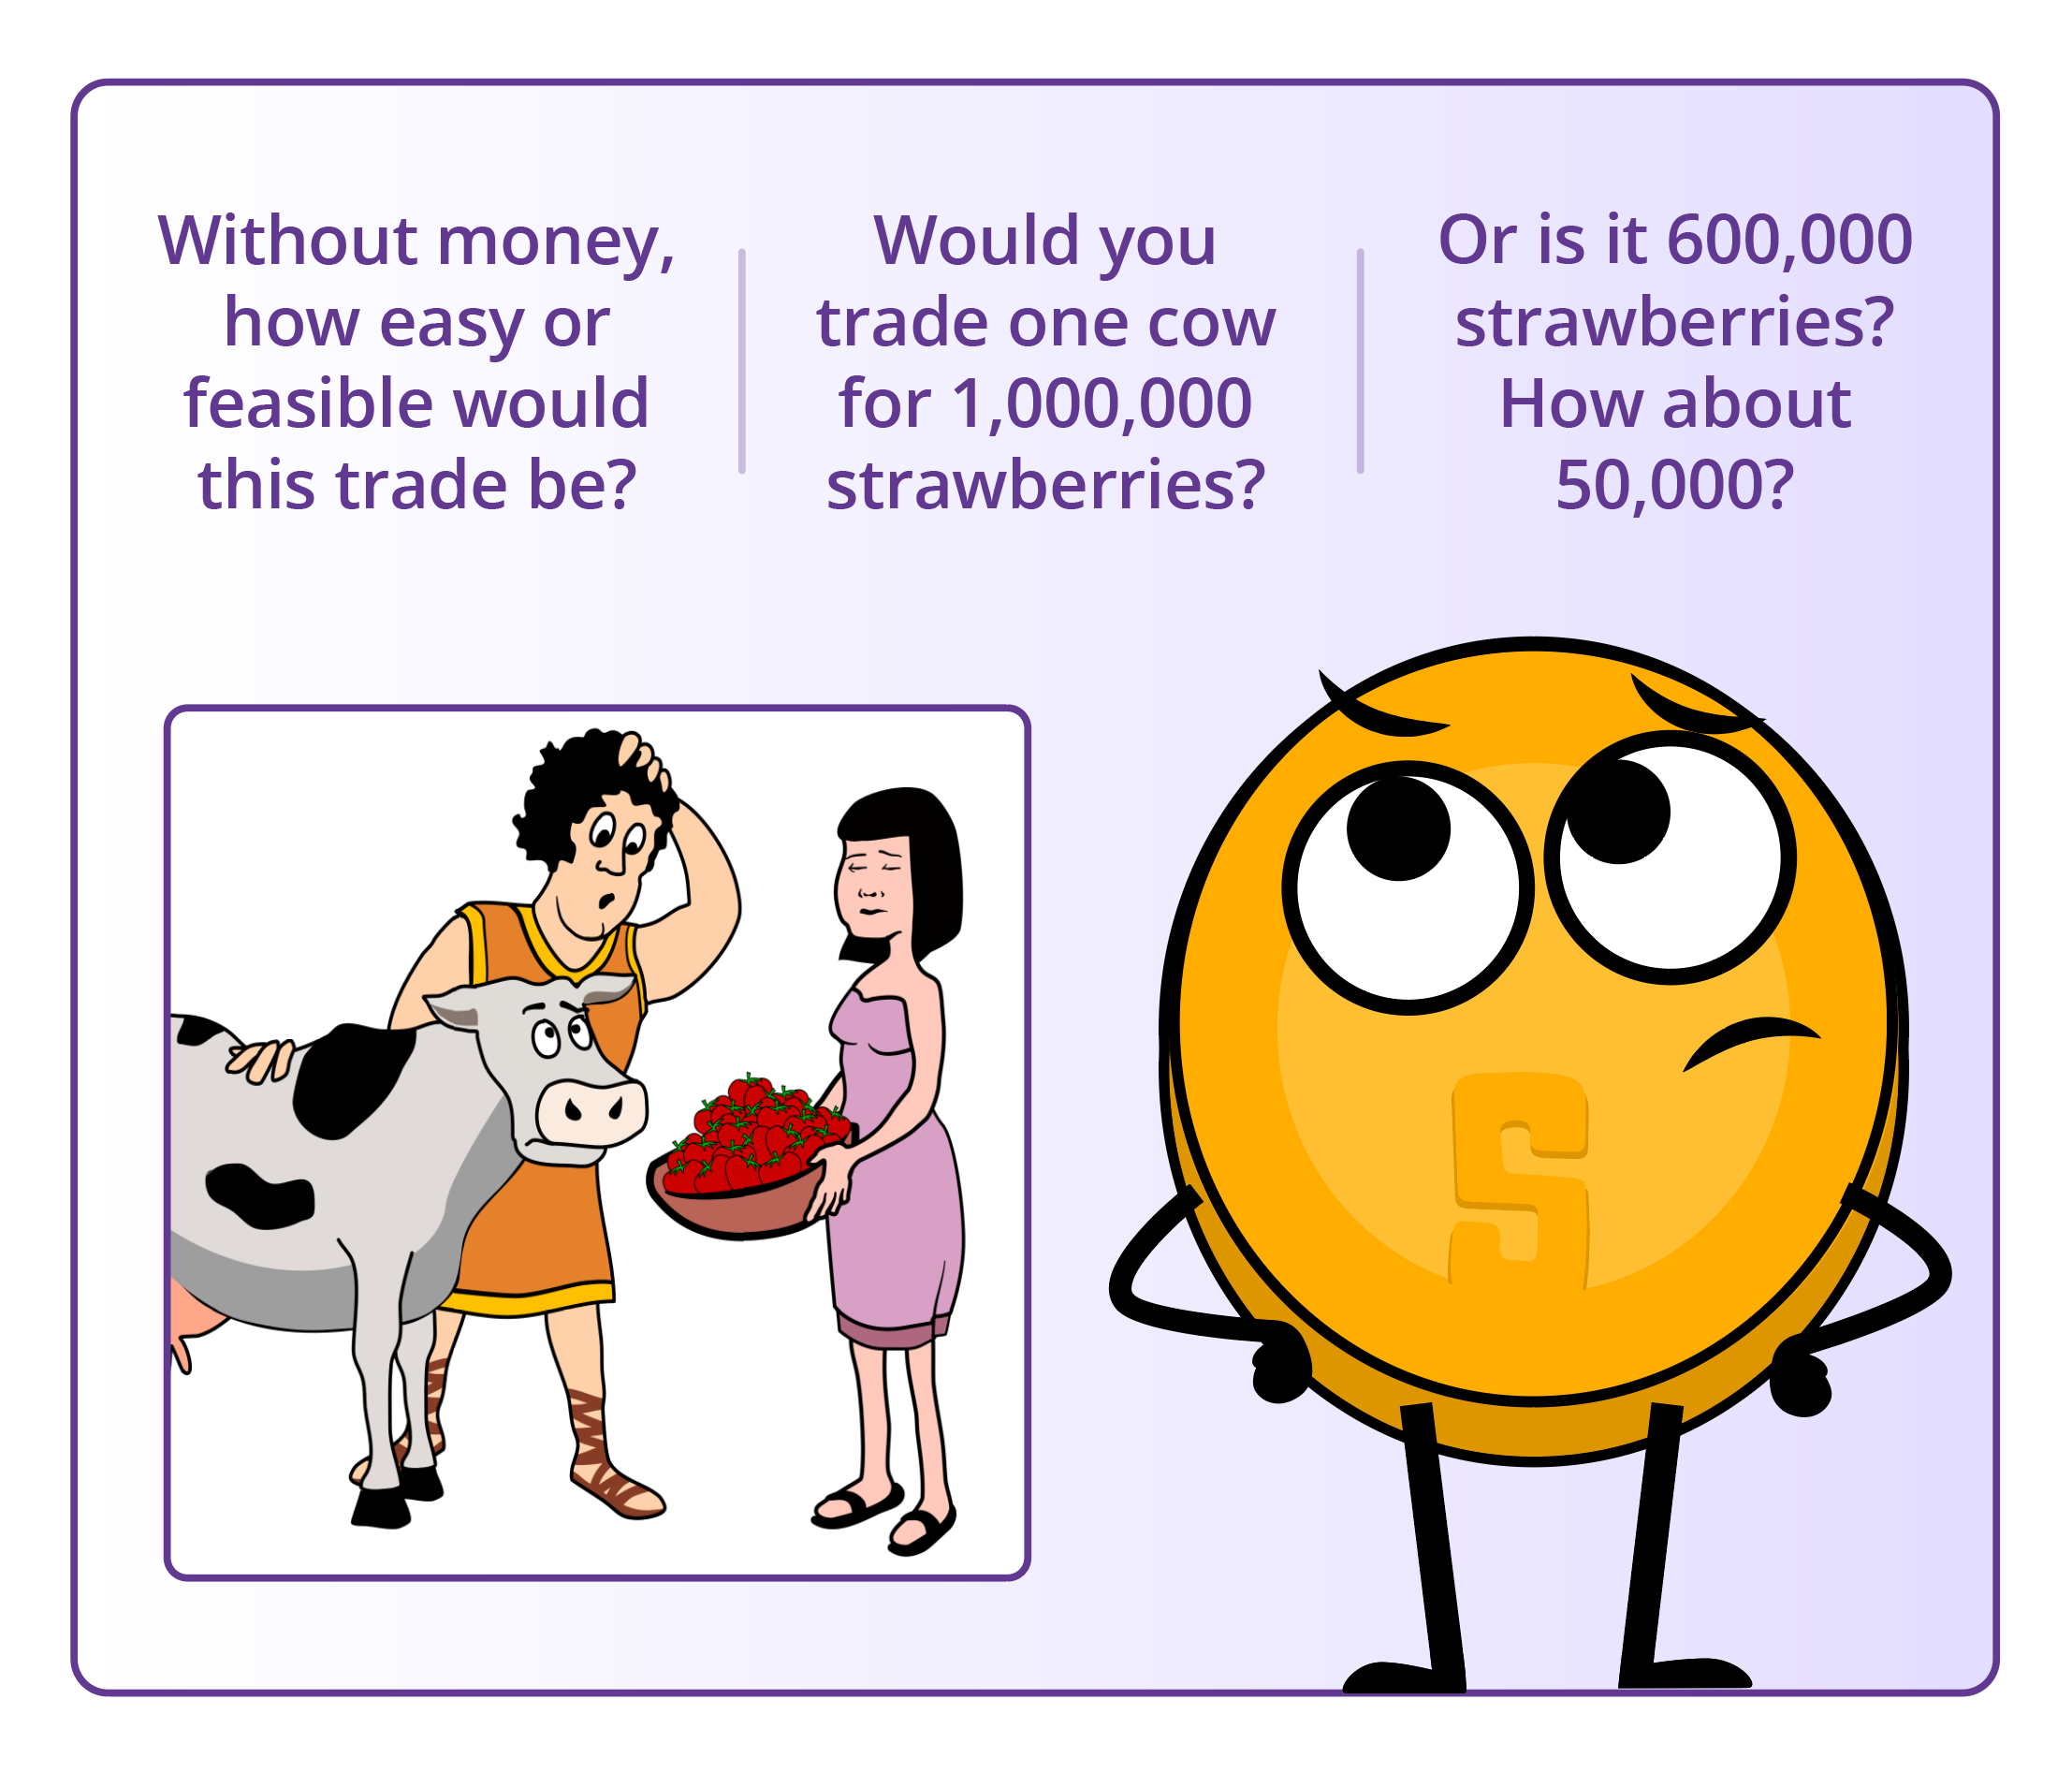 Without money,
how easy or
feasible would
this trade be?
Would you
trade one cow
for 1,000,000
strawberries?
Or is it 600,000
strawberries?
How about
50,000?